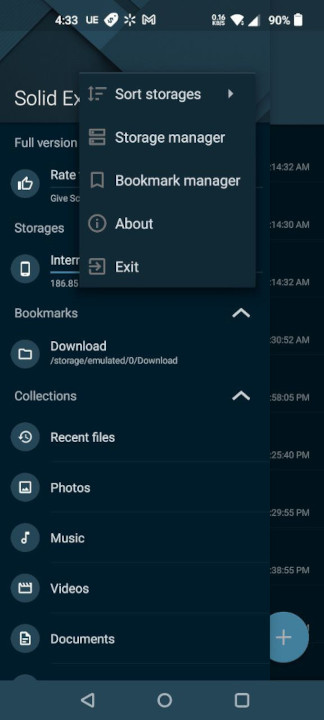 4:33 UE 0.16 KB/S 90%
Solid Ex
Sort storages
Storage manager
Bookmark manager
About
Exit
Full version
Rate
Give Sc
Storages
Intern
186.85
Bookmarks
Download
/storage/emulated/0/Download
Collections
Recent files
Photos
Music
Videos
Documents
:14:32 AM
:14:30 AM
:14:32 AM
:30:52 AM
:58:05 PM
:25:40 PM
:29:55 PM
:38:55 PM